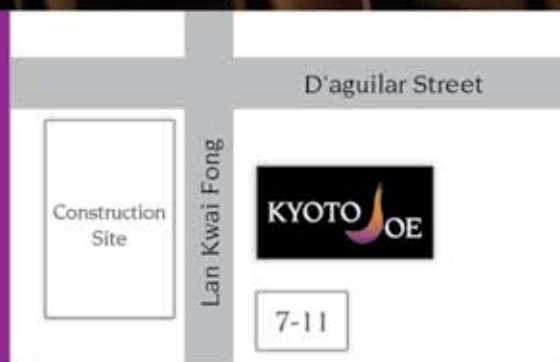 D'aguilar Street
Lan Kwai Fong
Construction
Site
KYOTO JOE
7-11